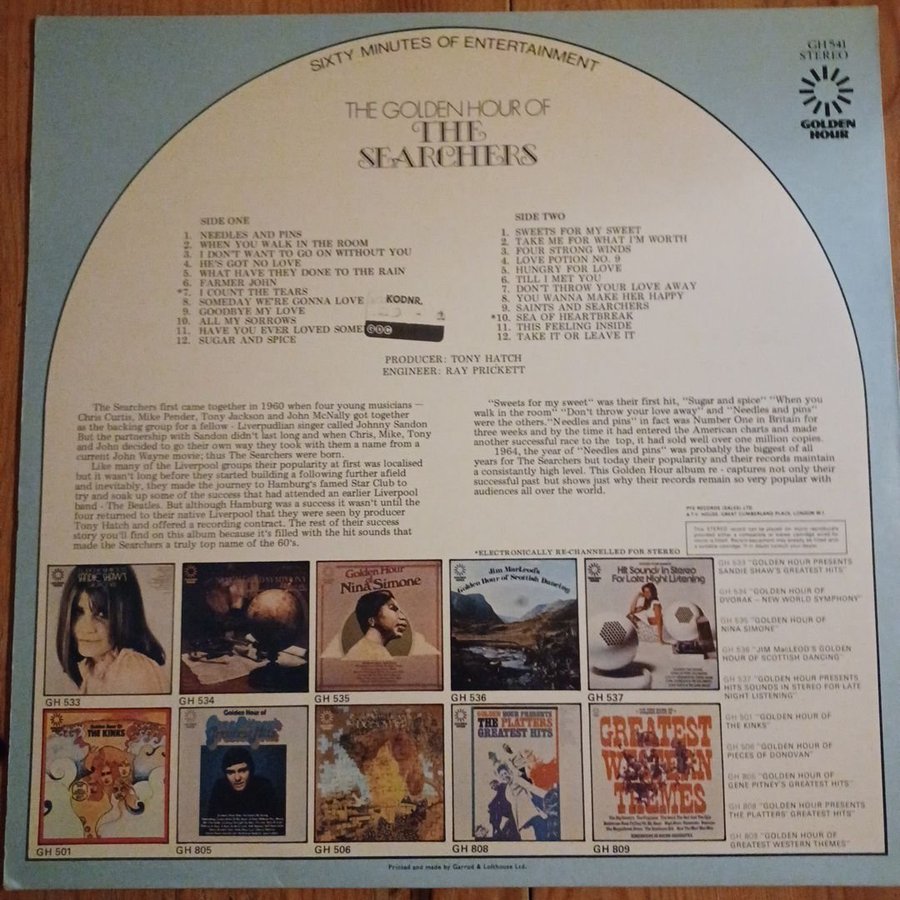 SIXTY MINUTES OF ENTERTAINMENT
GH 541
STEREO
GOLDEN
HOUR
THE GOLDEN HOUR OF
THE
SEARCHERS
SIDE ONE
1. NEEDLES AND PINS
2. WHEN YOU WALK IN THE ROOM
3. I DON'T WANT TO GO ON WITHOUT YOU
4. HE'S GOT NO LOVE
5. WHAT HAVE THEY DONE TO THE RAIN
6. FARMER JOHN
*7. I COUNT THE TEARS
8. SOMEDAY WE'RE GONNA LOVE
9. GOODBYE MY LOVE
10. ALL MY SORROWS
11. HAVE YOU EVER LOVED SOME
12. SUGAR AND SPICE
KODNR.
GDC
SIDE TWO
1. SWEETS FOR MY SWEET
2. TAKE ME FOR WHAT I'M WORTH
3. FOUR STRONG WINDS
4. LOVE POTION NO. 9
5. HUNGRY FOR LOVE
6. TILL I MET YOU
7. DON'T THROW YOUR LOVE AWAY
8. YOU WANNA MAKE HER HAPPY
9. SAINTS AND SEARCHERS
*10. SEA OF HEARTBREAK
11. THIS FEELING INSIDE
12. TAKE IT OR LEAVE IT
PRODUCER: TONY HATCH
ENGINEER: RAY PRICKETT
The Searchers first came together in 1960 when four young musicians —
Chris Curtis, Mike Pender, Tony Jackson and John McNally got together
as the backing group for a fellow - Liverpudlian singer called Johnny Sandon
But the partnership with Sandon didn't last long and when Chris, Mike, Tony
and John decided to go their own way they took with them a name from a
current John Wayne movie; thus The Searchers were born.
Like many of the Liverpool groups their popularity at first was localised
but it wasn't long before they started building a following further afield
and inevitably, they made the journey to Hamburg's famed Star Club to
try and soak up some of the success that had attended an earlier Liverpool
band - The Beatles. But although Hamburg was a success it wasn't until the
four returned to their native Liverpool that they were seen by producer
Tony Hatch and offered a recording contract. The rest of their success
story you'll find on this album because it's filled with the hit sounds that
made the Searchers a truly top name of the 60's.
"Sweets for my sweet" was their first hit, "Sugar and spice" "When you
walk in the room" "Don't throw your love away" and "Needles and pins"
were the others. "Needles and pins" in fact was Number One in Britain for
three weeks and by the time it had entered the American charts and made
another successful race to the top, it had sold well over one million copies.
1964, the year of "Needles and pins" was probably the biggest of all
years for The Searchers but today their popularity and their records maintain
a consistently high level. This Golden Hour album re - captures not only their
successful past but shows just why their records remain so very popular with
audiences all over the world.
PYE RECORDS (SALES) LTD.
A.T.V. HOUSE, GREAT CUMBERLAND PLACE, LONDON W.1.
*ELECTRONICALLY RE-CHANNELLED FOR STEREO
SANDIE SHAW'S
Golden Hour
of
Nina Simone
Jim MacLeod's
Golden Hour of Scottish Dancing
Hit Sounds in Stereo
For Late Night Listening
GH 533
GH 534
GH 535
GH 536
GH 537
Golden Hour Of
THE KINKS
Golden Hour of
GOLDEN HOUR PRESENTS
THE PLATTERS
GREATEST HITS
GREATEST
WESTERN
THEMES
GH 501
GH 805
GH 506
GH 808
GH 809
GH 533 "GOLDEN HOUR PRESENTS
SANDIE SHAW'S GREATEST HITS"
GH 534 "GOLDEN HOUR OF
DVORAK - NEW WORLD SYMPHONY"
GH 535 "GOLDEN HOUR OF
NINA SIMONE"
GH 536 "JIM MacLEOD'S GOLDEN
HOUR OF SCOTTISH DANCING"
GH 537 "GOLDEN HOUR PRESENTS
HITS SOUNDS IN STEREO FOR LATE
NIGHT LISTENING"
GH 501 "GOLDEN HOUR OF
THE KINKS"
GH 506 "GOLDEN HOUR OF
PIECES OF DONOVAN"
GH 805 "GOLDEN HOUR OF
GENE PITNEY'S GREATEST HITS"
GH 808 "GOLDEN HOUR PRESENTS
THE PLATTERS' GREATEST HITS"
GH 809 "GOLDEN HOUR OF
GREATEST WESTERN THEMES"
Printed and made by Garrod & Lofthouse Ltd.